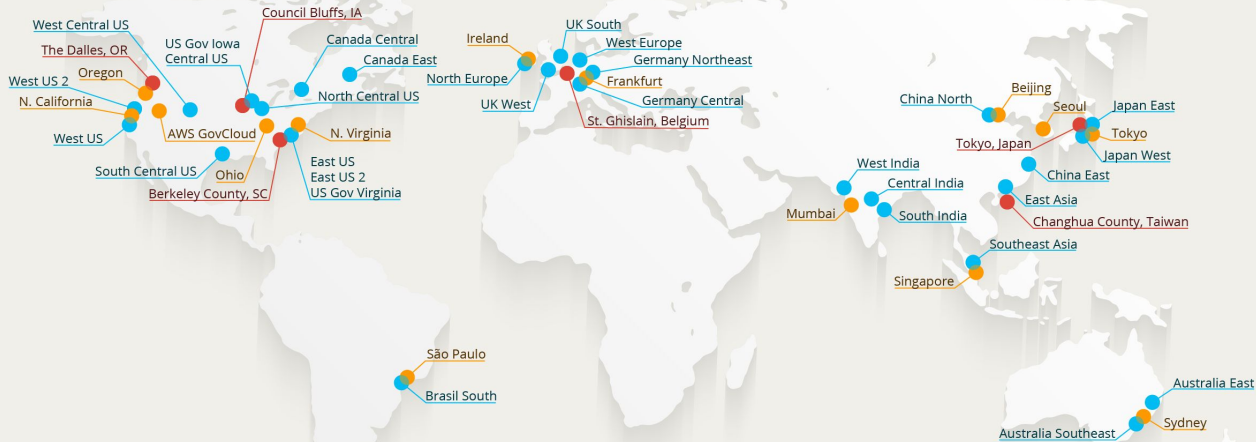 Council Bluffs, IA
West Central US
The Dalles, OR
US Gov Iowa
Central US
Canada Central
Canada East
Oregon
West US 2
N. California
North Central US
West US
AWS GovCloud
N. Virginia
South Central US
Ohio
East US
East US 2
US Gov Virginia
Berkeley County, SC
UK South
Ireland
West Europe
Germany Northeast
North Europe
Frankfurt
UK West
Germany Central
St. Ghislain, Belgium
Beijing
China North
Seoul
Japan East
Tokyo
Tokyo, Japan
Japan West
West India
China East
Central India
East Asia
Mumbai
South India
Changhua County, Taiwan
Southeast Asia
Singapore
São Paulo
Brasil South
Australia East
Sydney
Australia Southeast